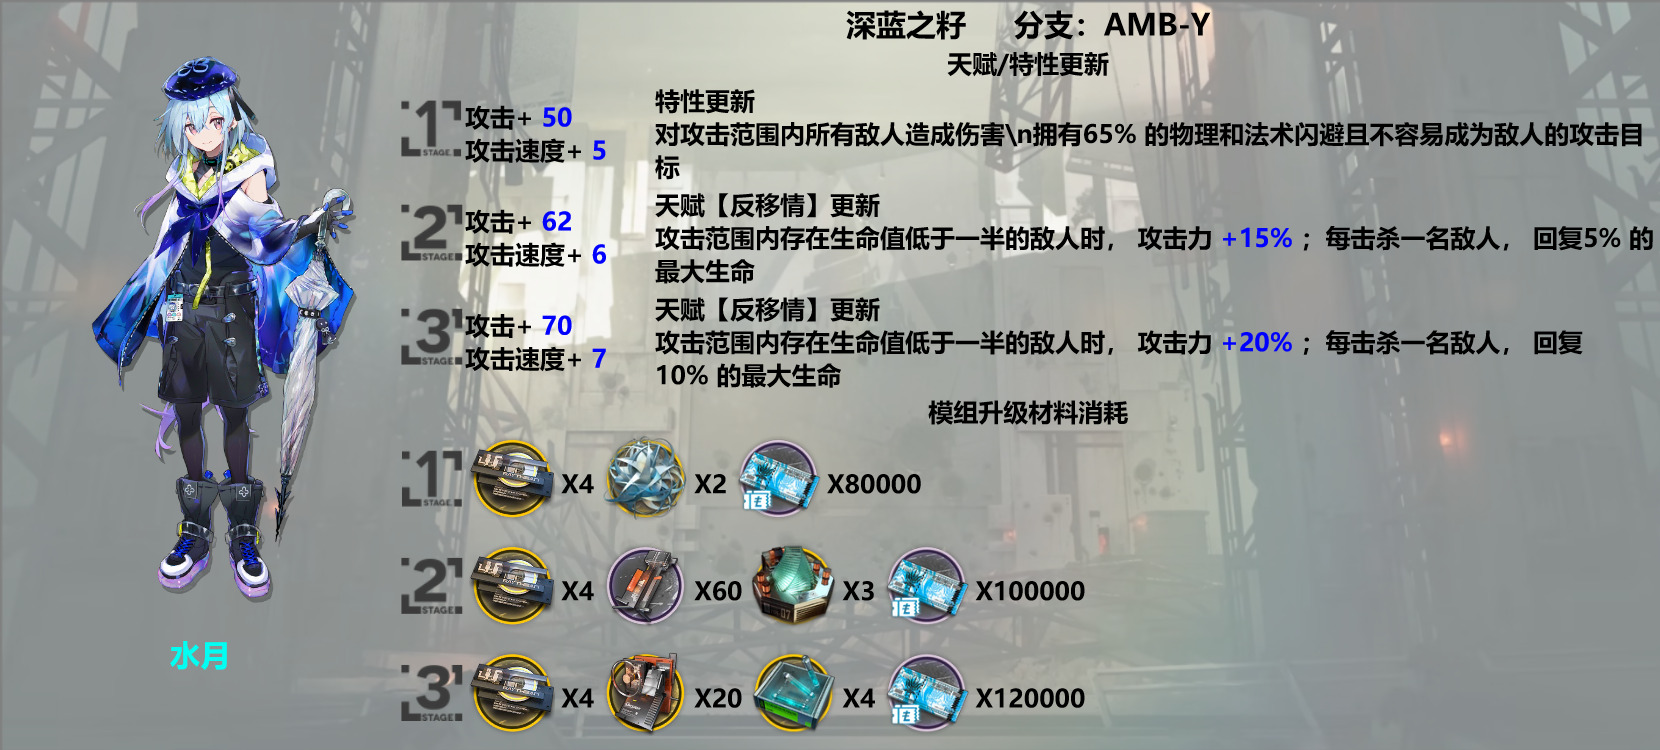 深蓝之籽 分支：AMB-Y
天赋/特性更新
1 STAGE.
攻击+ 50
攻击速度+ 5
特性更新
对攻击范围内所有敌人造成伤害\n拥有65% 的物理和法术闪避且不容易成为敌人的攻击目
标
2 STAGE.
攻击+ 62
攻击速度+ 6
天赋【反移情】更新
攻击范围内存在生命值低于一半的敌人时， 攻击力 +15% ；每击杀一名敌人， 回复5% 的
最大生命
3 STAGE.
攻击+ 70
攻击速度+ 7
天赋【反移情】更新
攻击范围内存在生命值低于一半的敌人时， 攻击力 +20% ；每击杀一名敌人， 回复
10% 的最大生命
模组升级材料消耗
1 STAGE. X4 X2 X80000
2 STAGE. X4 X60 X3 X100000
水月
3 STAGE. X4 X20 X4 X120000